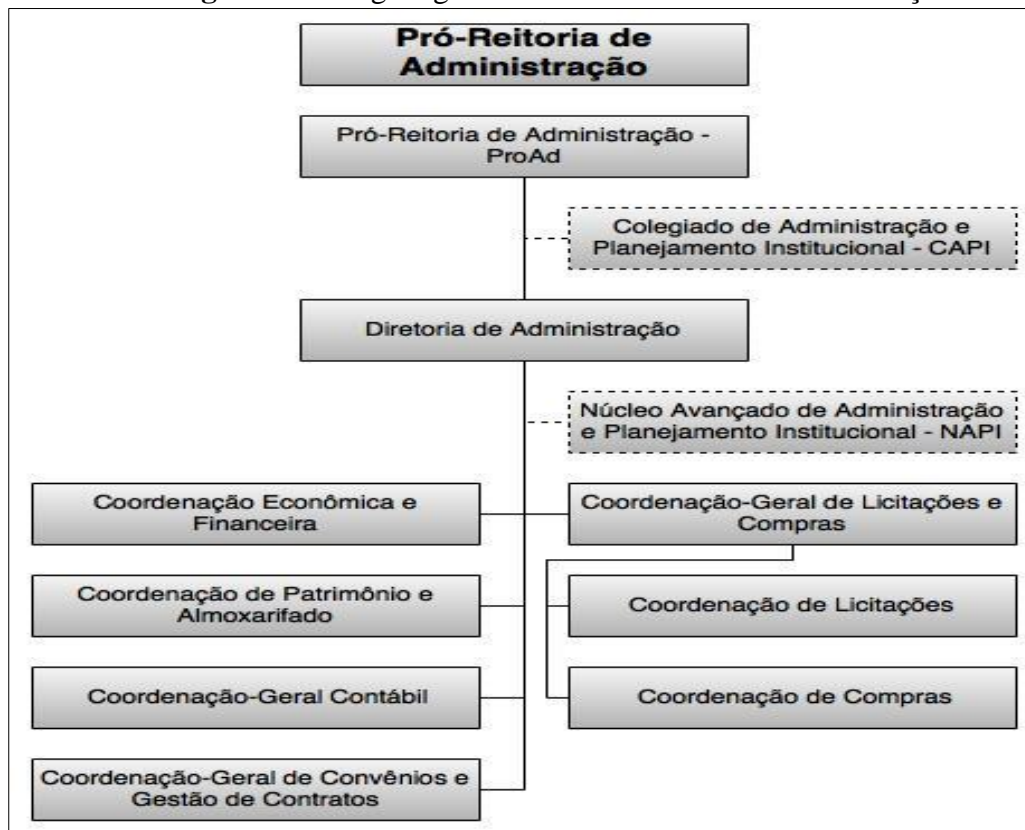 Pró-Reitoria de
Administração
Pró-Reitoria de Administração -
ProAd
Colegiado de Administração e
Planejamento Institucional - CAPI
Diretoria de Administração
Núcleo Avançado de Administração
e Planejamento Institucional - NAPI
Coordenação Econômica e
Financeira
Coordenação-Geral de Licitações e
Compras
Coordenação de Patrimônio e
Almoxarifado
Coordenação de Licitações
Coordenação-Geral Contábil
Coordenação de Compras
Coordenação-Geral de Convênios e
Gestão de Contratos